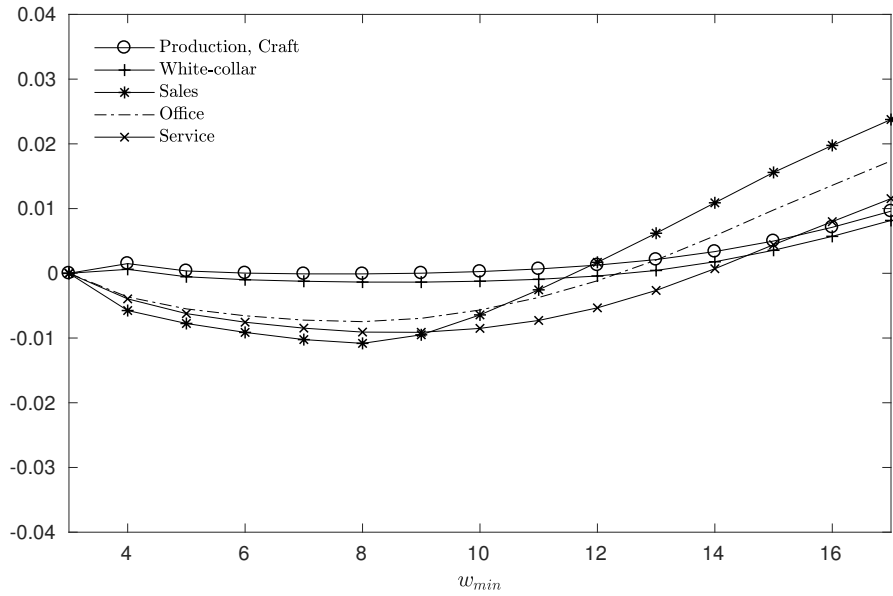 0.04
0.03
0.02
0.01
0
-0.01
-0.02
-0.03
-0.04
Production, Craft
White-collar
Sales
Office
Service
4 6 8 10 12 14 16
w_min